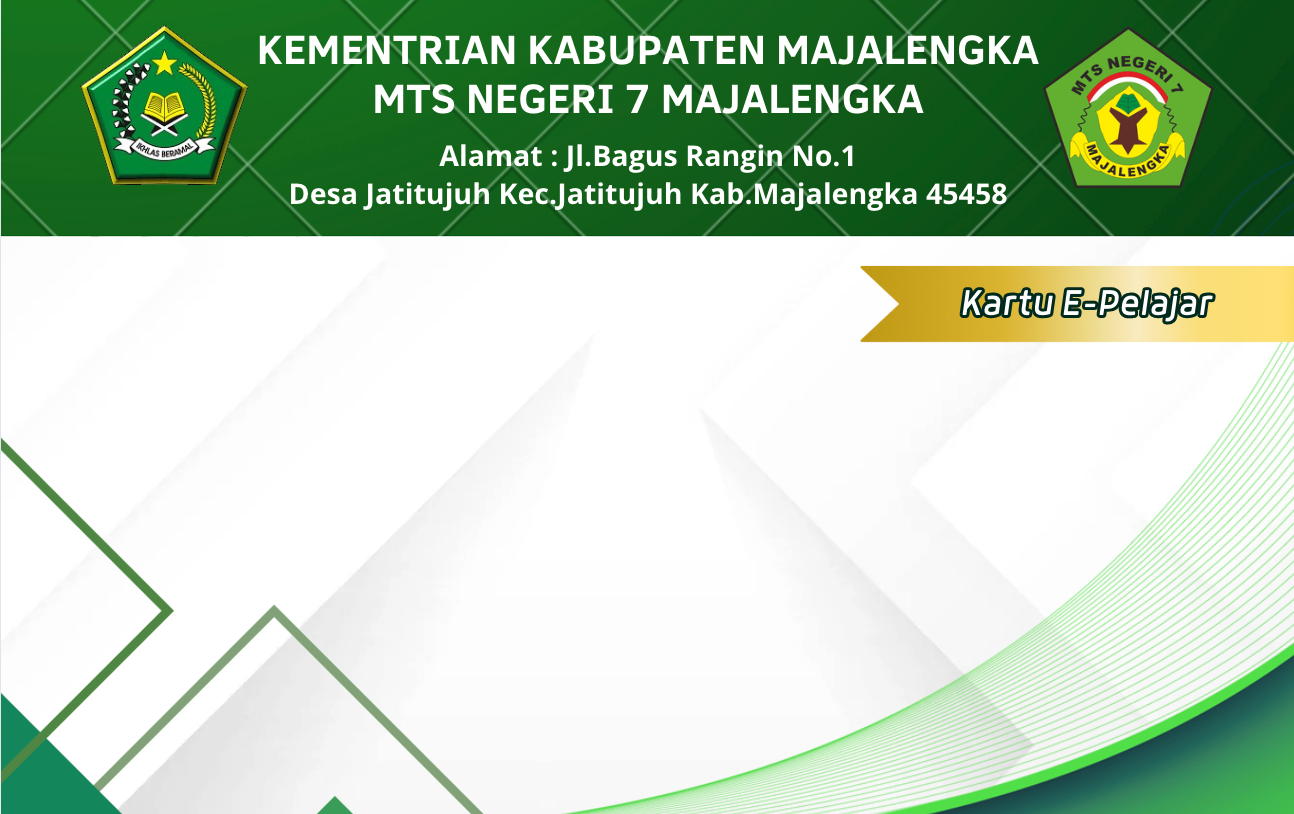 KEMENTRIAN KABUPATEN MAJALENGKA
MTS NEGERI 7 MAJALENGKA
Alamat : Jl.Bagus Rangin No.1
Desa Jatitujuh Kec.Jatitujuh Kab.Majalengka 45458
IKHLAS BERAMAL
MTS NEGERI 7
MAJALENGKA
Kartu E-Pelajar